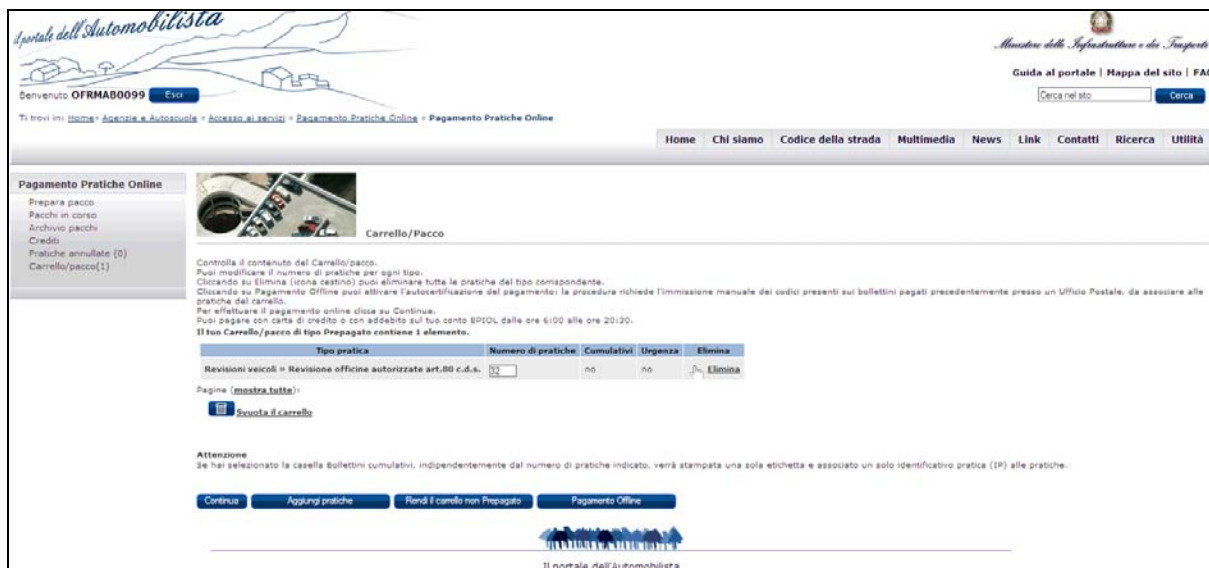 il portale dell'Automobilista
Ministero delle Infrastrutture e dei Trasporti
Guida al portale | Mappa del sito | FAQ
Benvenuto OFRMAB0099 Esci
Cerca nel sito Cerca
Ti trovi in: Home » Agenzie e Autoscuole » Accesso ai servizi » Pagamento Pratiche Online » Pagamento Pratiche Online
Home Chi siamo Codice della strada Multimedia News Link Contatti Ricerca Utilità
Pagamento Pratiche Online
Prepara pacco
Pacchi in corso
Archivio pacchi
Crediti
Pratiche annullate (0)
Carrello/pacco(1)
Carrello/Pacco
Controlla il contenuto del Carrello/pacco.
Puoi modificare il numero di pratiche per ogni tipo.
Cliccando su Elimina (icona cestino) puoi eliminare tutte le pratiche del tipo corrispondente.
Cliccando su Pagamento Offline puoi attivare l'autocertificazione del pagamento: la procedura richiede l'immissione manuale dei codici presenti sui bollettini pagati precedentemente presso un Ufficio Postale, da associare alle
pratiche del carrello.
Per effettuare il pagamento online clicca su Continua.
Puoi pagare con carta di credito o con addebito sul tuo conto BPIOL dalle ore 6:00 alle ore 20:30.
Il tuo Carrello/pacco di tipo Prepagato contiene 1 elemento.
Tipo pratica Numero di pratiche Cumulativi Urgenza Elimina
Revisioni veicoli » Revisione officine autorizzate art.80 c.d.s. 32 no no Elimina
Pagine (mostra tutte):
Svuota il carrello
Attenzione
Se hai selezionato la casella Bollettini cumulativi, indipendentemente dal numero di pratiche indicato, verrà stampata una sola etichetta e associato un solo identificativo pratica (IP) alle pratiche.
Continua Aggiungi pratiche Rendi il carrello non Prepagato Pagamento Offline
Il portale dell'Automobilista